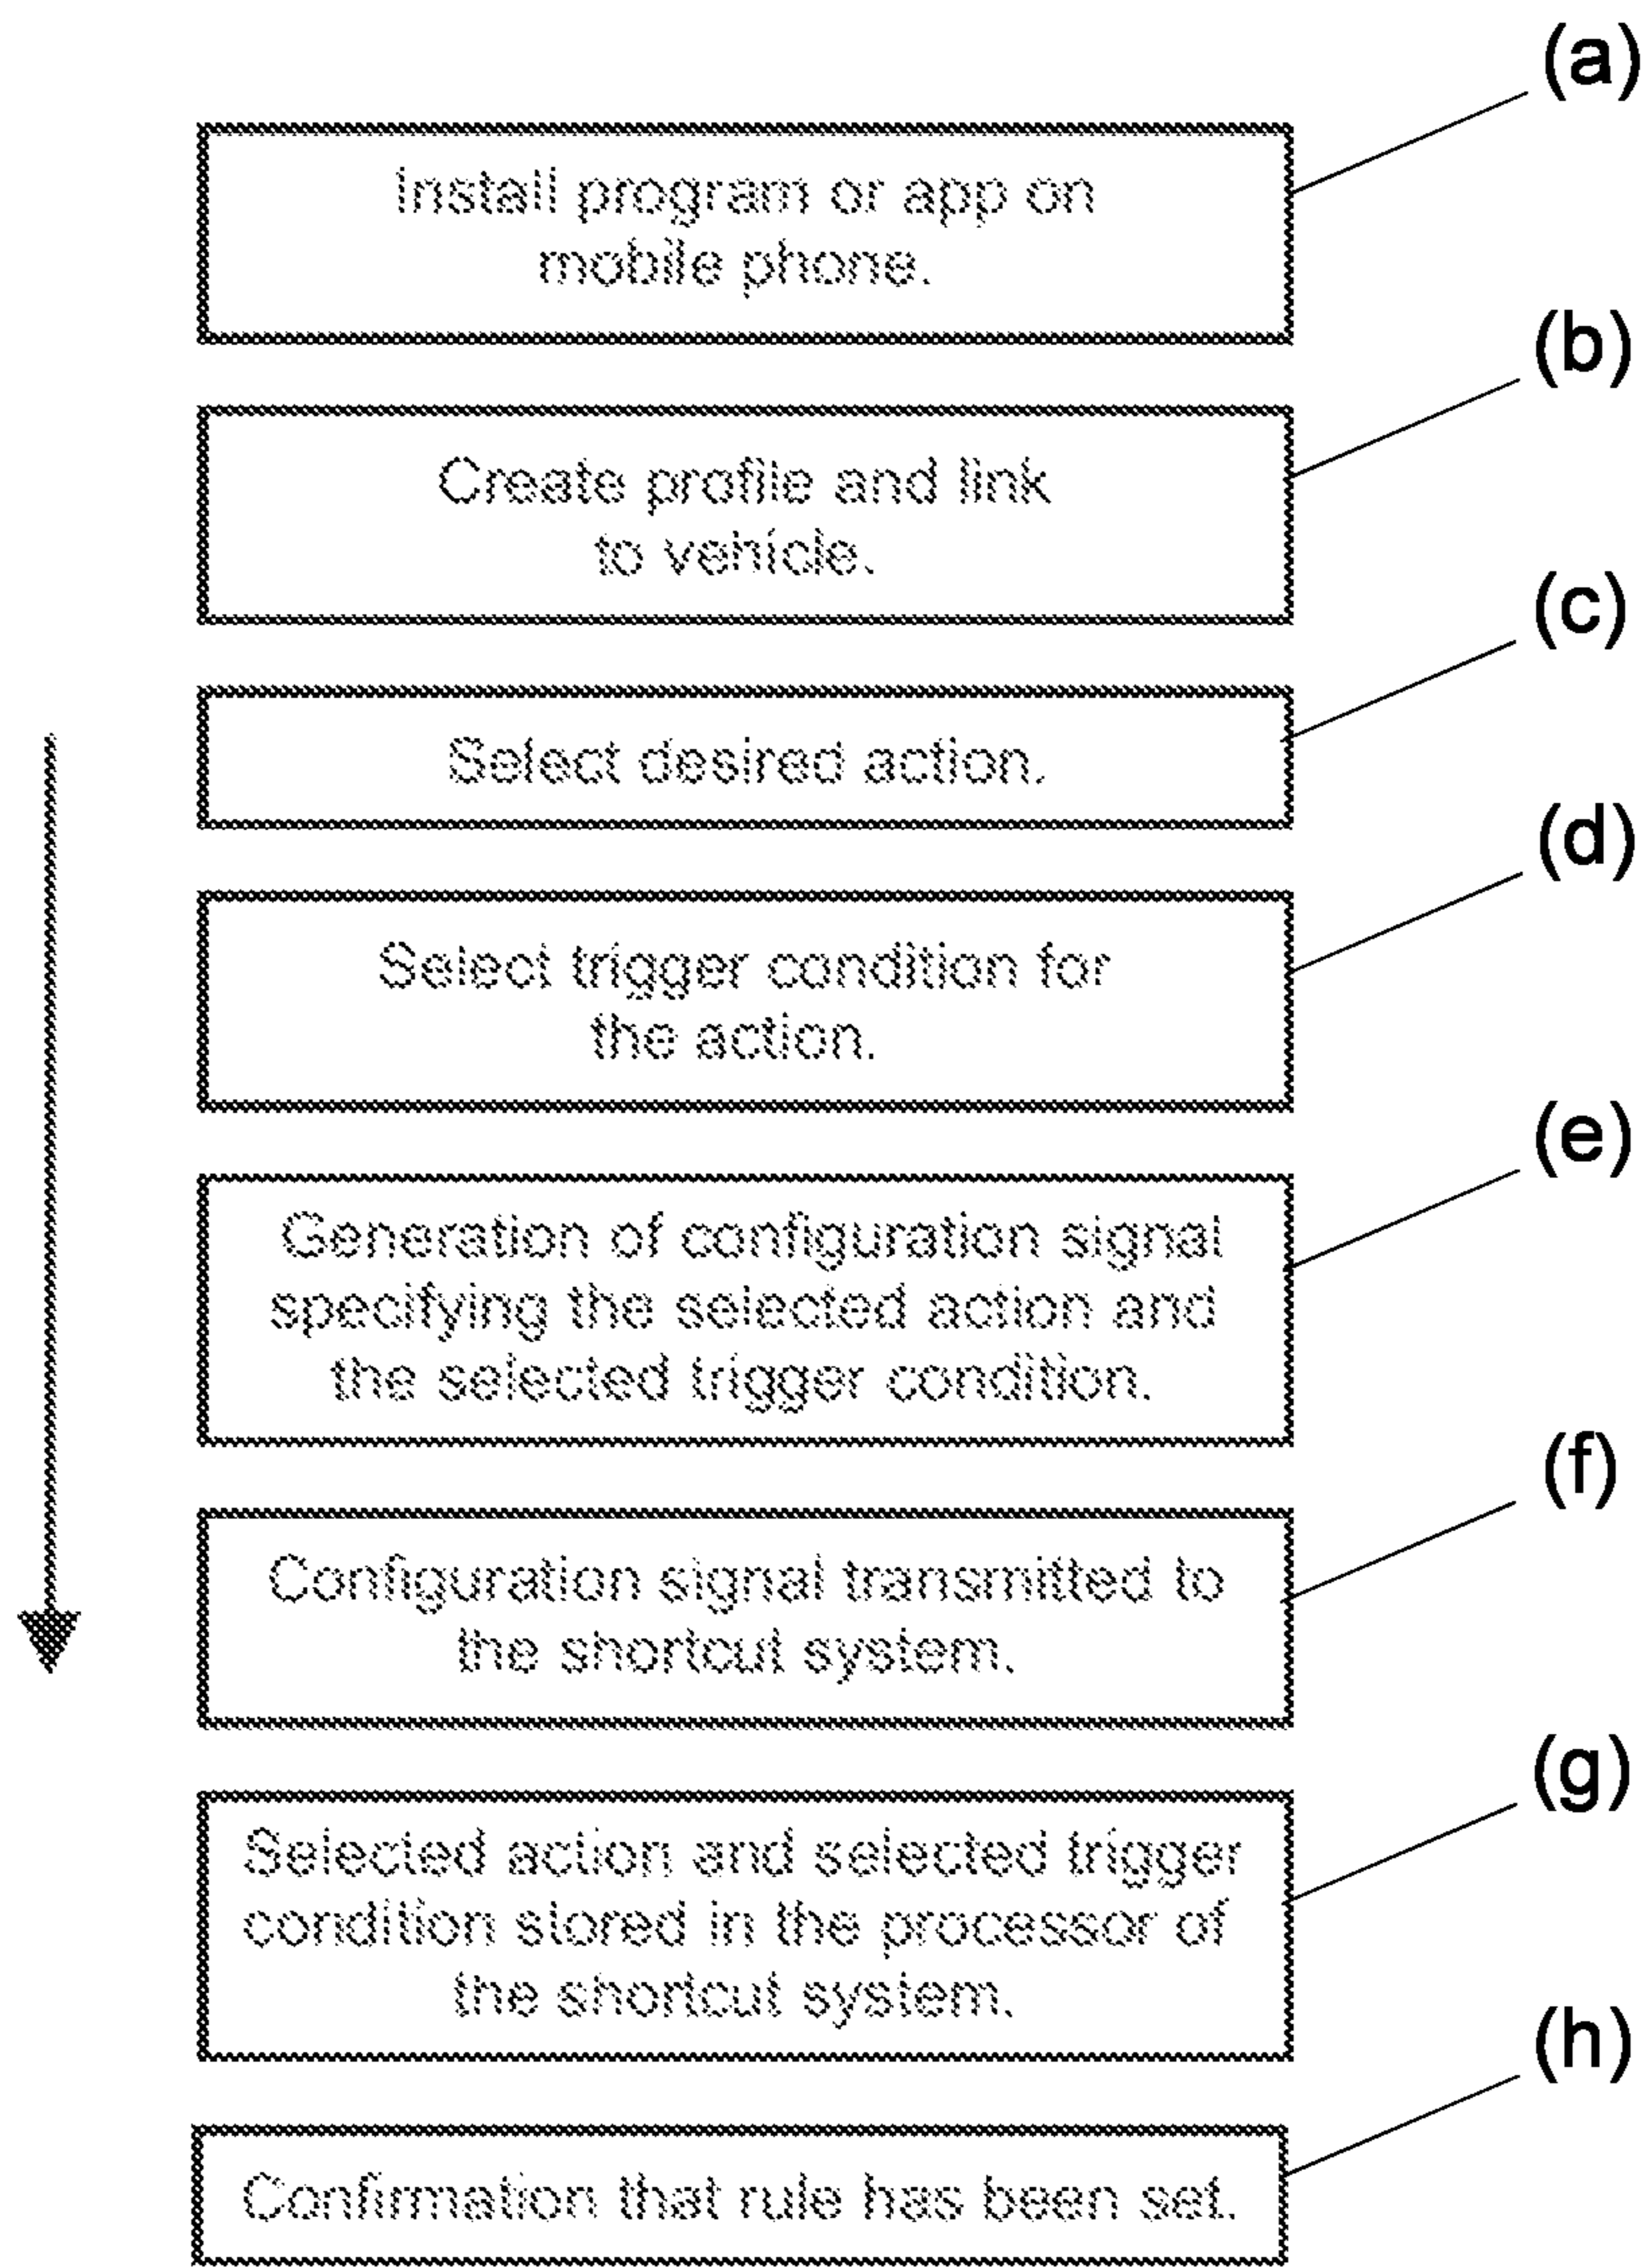 (a)
Install program or app on
mobile phone.
(b)
Create profile and link
to vehicle.
(c)
Select desired action.
(d)
Select trigger condition for
the action.
(e)
Generation of configuration signal
specifying the selected action and
the selected trigger condition.
(f)
Configuration signal transmitted to
the shortcut system.
(g)
Selected action and selected trigger
condition stored in the processor of
the shortcut system.
(h)
Confirmation that rule has been set.